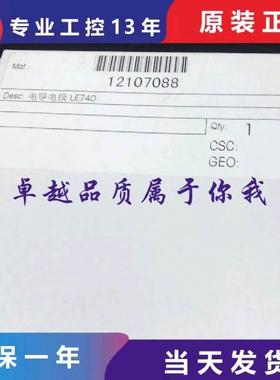 专业工控13年
原装正
Mat
12107088
Desc: 电导电极 LE740
Qty: 1
CSC:
GEO:
卓越品质属于你我
保一年
当天发货